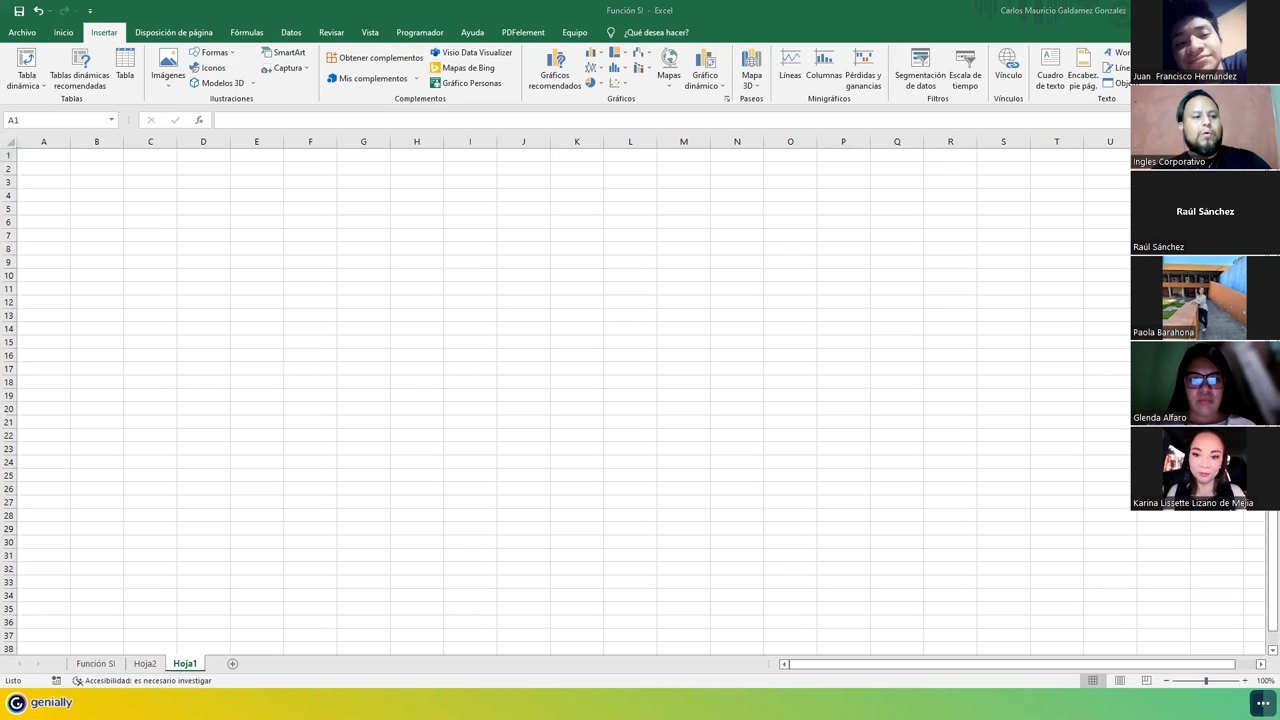 Función SI - Excel
Carlos Mauricio Galdamez Gonzalez
Archivo Inicio Insertar Disposición de página Fórmulas Datos Revisar Vista Programador Ayuda PDFelement Equipo ¿Qué desea hacer?
Tabla dinámica
Tablas dinámicas recomendadas
Tabla
Tablas
Imágenes
Formas
Iconos
Modelos 3D
SmartArt
Captura
Ilustraciones
Obtener complementos
Mis complementos
Visio Data Visualizer
Mapas de Bing
Gráfico Personas
Complementos
Gráficos recomendados
Mapas
Gráfico dinámico
Gráficos
Mapa 3D
Paseos
Líneas
Columnas
Pérdidas y ganancias
Minigráficos
Segmentación de datos
Escala de tiempo
Filtros
Vínculo
Vínculos
Cuadro de texto
Encabez. pie pág.
Texto
A1
fx
A B C D E F G H I J K L M N O P Q R S T U
1
2
3
4
5
6
7
8
9
10
11
12
13
14
15
16
17
18
19
20
21
22
23
24
25
26
27
28
29
30
31
32
33
34
35
36
37
38
Juan Francisco Hernández
Ingles Corporativo
Raúl Sánchez
Raúl Sánchez
Paola Barahona
Glenda Alfaro
Karina Lissette Lizano de Mejia
Función SI Hoja2 Hoja1
Listo
Accesibilidad: es necesario investigar
100%
genially